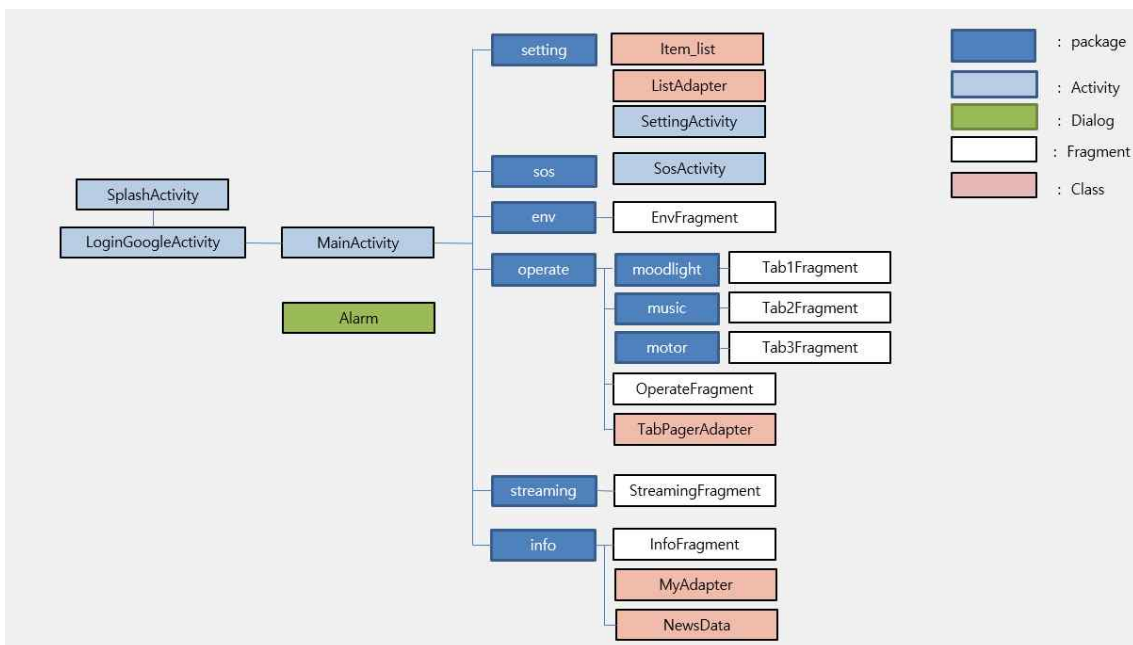 setting
Item_list
: package
ListAdapter
: Activity
SettingActivity
: Dialog
: Fragment
sos
SosActivity
: Class
SplashActivity
env
EnvFragment
LoginGoogleActivity
MainActivity
operate
moodlight
Tab1Fragment
music
Tab2Fragment
Alarm
motor
Tab3Fragment
OperateFragment
TabPagerAdapter
streaming
StreamingFragment
info
InfoFragment
MyAdapter
NewsData